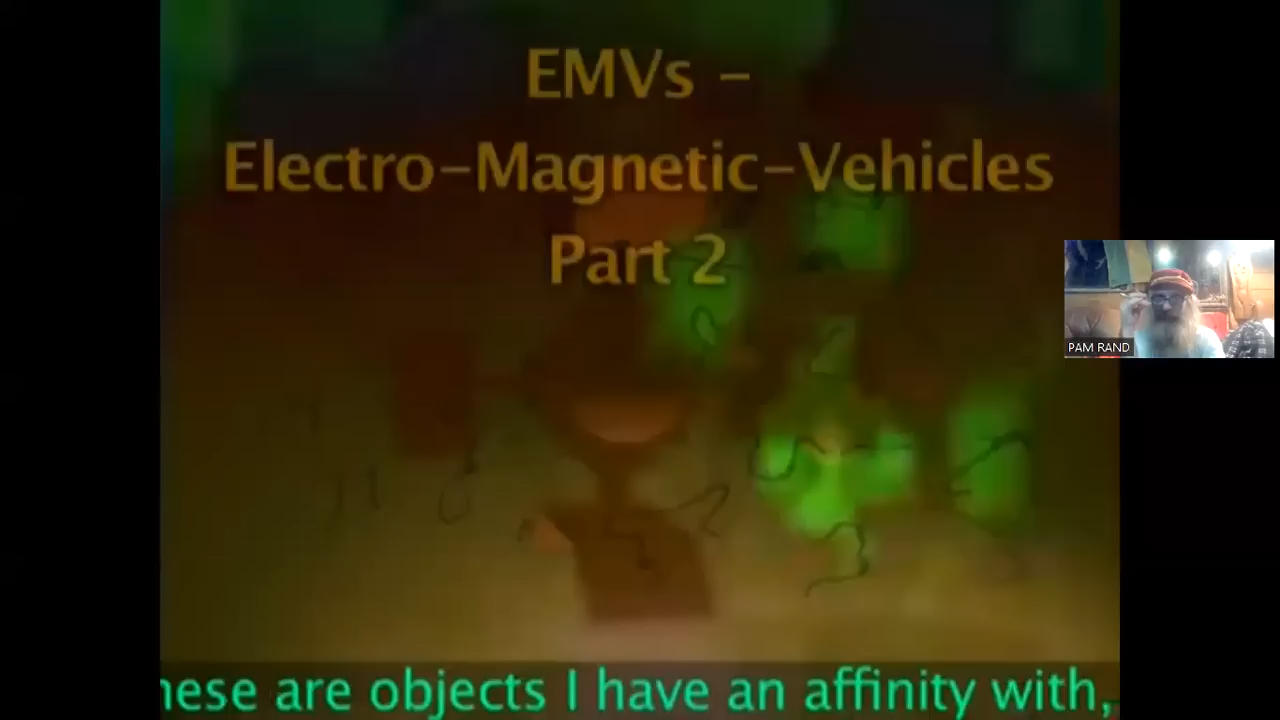 EMVs -
Electro-Magnetic-Vehicles
Part 2
PAM RAND
hese are objects I have an affinity with,